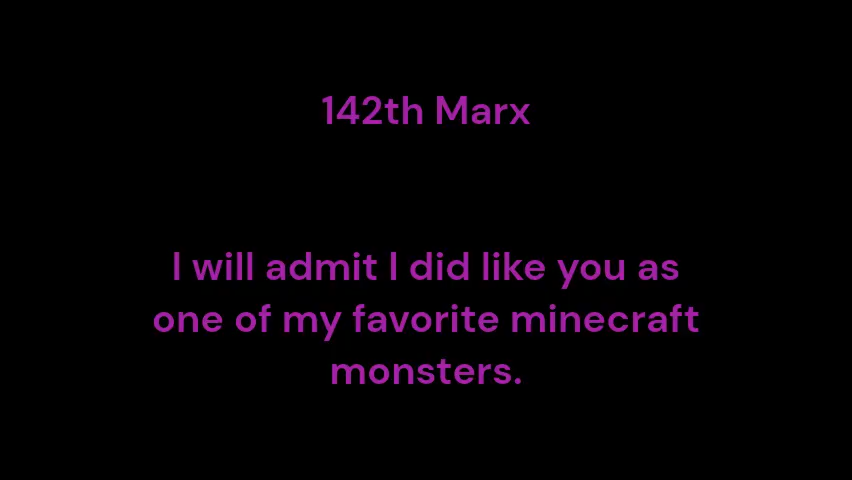 142th Marx
I will admit I did like you as
one of my favorite minecraft
monsters.